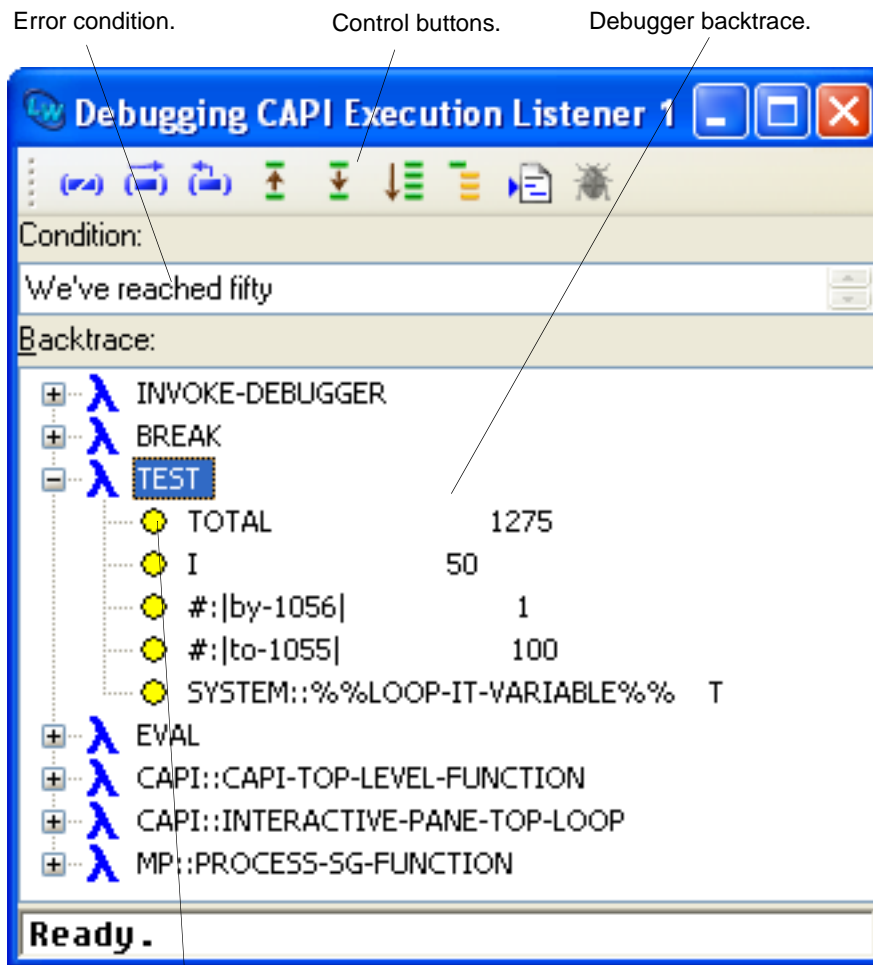 Error condition.
Control buttons.
Debugger backtrace.
Debugging CAPI Execution Listener 1
Condition:
We've reached fifty
Backtrace:
INVOKE-DEBUGGER
BREAK
TEST
TOTAL 1275
I 50
#:|by-1056| 1
#:|to-1055| 100
SYSTEM::%%LOOP-IT-VARIABLE%% T
EVAL
CAPI::CAPI-TOP-LEVEL-FUNCTION
CAPI::INTERACTIVE-PANE-TOP-LOOP
MP::PROCESS-SG-FUNCTION
Ready.